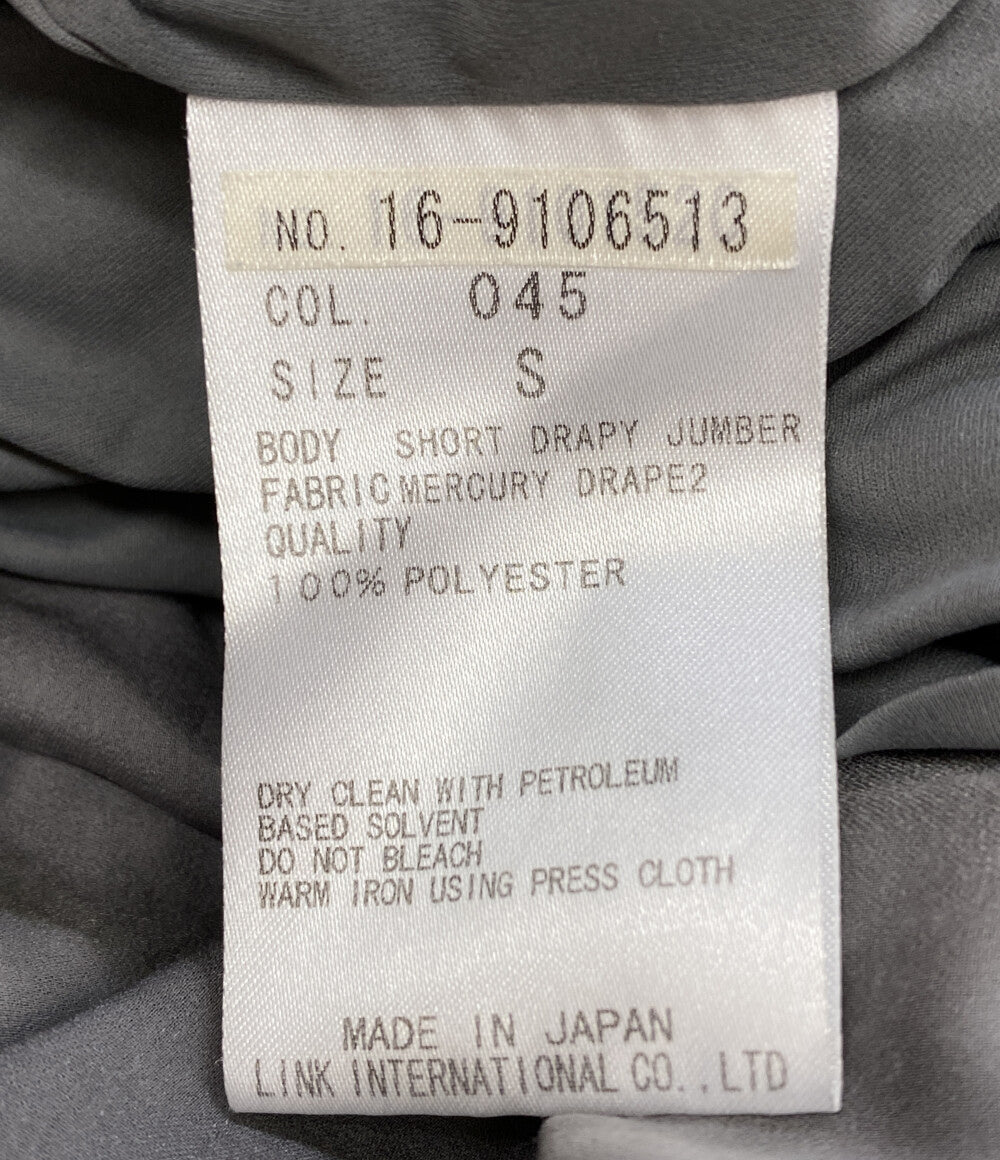 NO. 16-9106513
COL. 045
SIZE S
BODY SHORT DRAPY JUMBER
FABRIC MERCURY DRAPE2
QUALITY
100% POLYESTER
DRY CLEAN WITH PETROLEUM
BASED SOLVENT
DO NOT BLEACH
WARM IRON USING PRESS CLOTH
MADE IN JAPAN
LINK INTERNATIONAL CO.,LTD